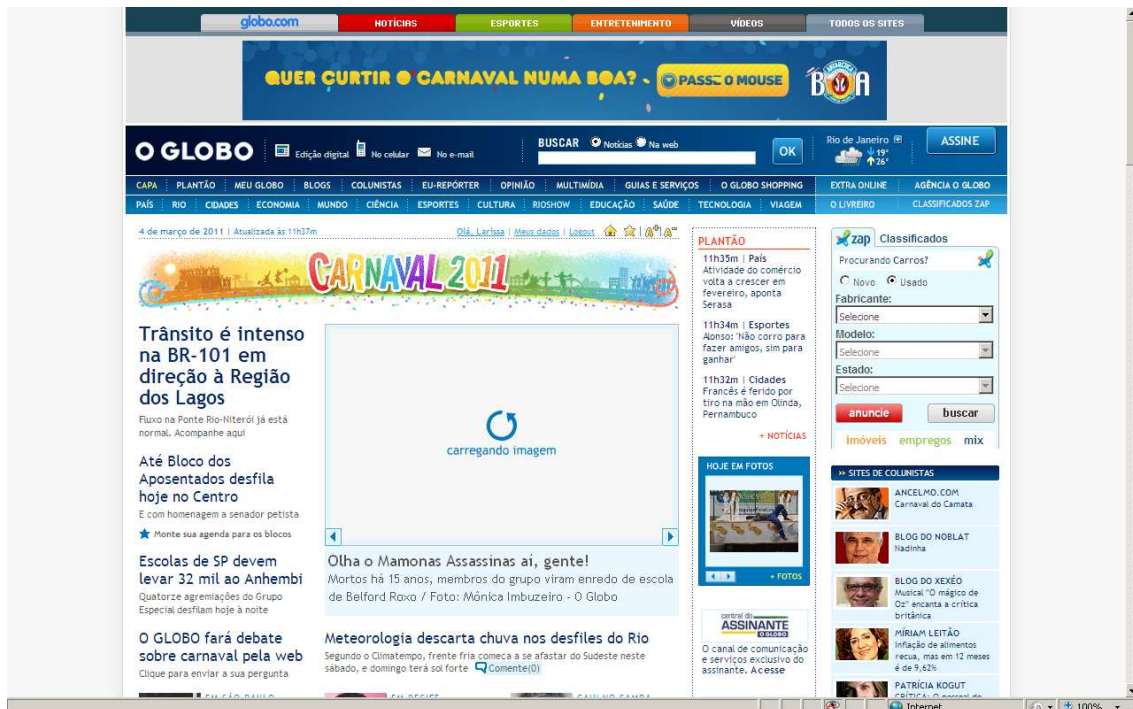 globo.com NOTÍCIAS ESPORTES ENTRETENIMENTO VÍDEOS TODOS OS SITES
QUER CURTIR O CARNAVAL NUMA BOA? PASSE O MOUSE
BOA
O GLOBO Edição digital No celular No e-mail
BUSCAR Notícias Na web
OK
Rio de Janeiro
19°
26°
ASSINE
CAPA PLANTÃO MEU GLOBO BLOGS COLUNISTAS EU-REPÓRTER OPINIÃO MULTIMÍDIA GUIAS E SERVIÇOS O GLOBO SHOPPING EXTRA ONLINE AGÊNCIA O GLOBO
PAÍS RIO CIDADES ECONOMIA MUNDO CIÊNCIA ESPORTES CULTURA RIOSHOW EDUCAÇÃO SAÚDE TECNOLOGIA VIAGEM O LIVREIRO CLASSIFICADOS ZAP
4 de março de 2011 | Atualizada às 11h37m
Olá, Larissa | Meus dados | Logout
CARNAVAL 2011
Trânsito é intenso
na BR-101 em
direção à Região
dos Lagos
Fluxo na Ponte Rio-Niterói já está
normal. Acompanhe aqui
Até Bloco dos
Aposentados desfila
hoje no Centro
E com homenagem a senador petista
Monte sua agenda para os blocos
Escolas de SP devem
levar 32 mil ao Anhembi
Quatorze agremiações do Grupo
Especial desfilam hoje à noite
O GLOBO fará debate
sobre carnaval pela web
Clique para enviar a sua pergunta
carregando imagem
Olha o Mamonas Assassinas aí, gente!
Mortos há 15 anos, membros do grupo viram enredo de escola
de Belford Roxo / Foto: Mônica Imbuzeiro - O Globo
Meteorologia descarta chuva nos desfiles do Rio
Segundo o Climatempo, frente fria começa a se afastar do Sudeste neste
sábado, e domingo terá sol forte Comente(0)
PLANTÃO
11h35m | País
Atividade do comércio
volta a crescer em
fevereiro, aponta
Serasa
11h34m | Esportes
Alonso: 'Não corro para
fazer amigos, sim para
ganhar'
11h32m | Cidades
Francês é ferido por
tiro na mão em Olinda,
Pernambuco
+ NOTÍCIAS
HOJE EM FOTOS
+ FOTOS
central do
ASSINANTE
O GLOBO
O canal de comunicação
e serviços exclusivo do
assinante. Acesse
zap Classificados
Procurando Carros?
Novo Usado
Fabricante:
Selecione
Modelo:
Selecione
Estado:
Selecione
anuncie buscar
imóveis empregos mix
» SITES DE COLUNISTAS
ANCELMO.COM
Carnaval do Camata
BLOG DO NOBLAT
Nadinha
BLOG DO XEXÉO
Musical "O mágico de
Oz" encanta a crítica
britânica
MÍRIAM LEITÃO
Inflação de alimentos
recua, mas em 12 meses
é de 9,62%
PATRÍCIA KOGUT
Internet 100%